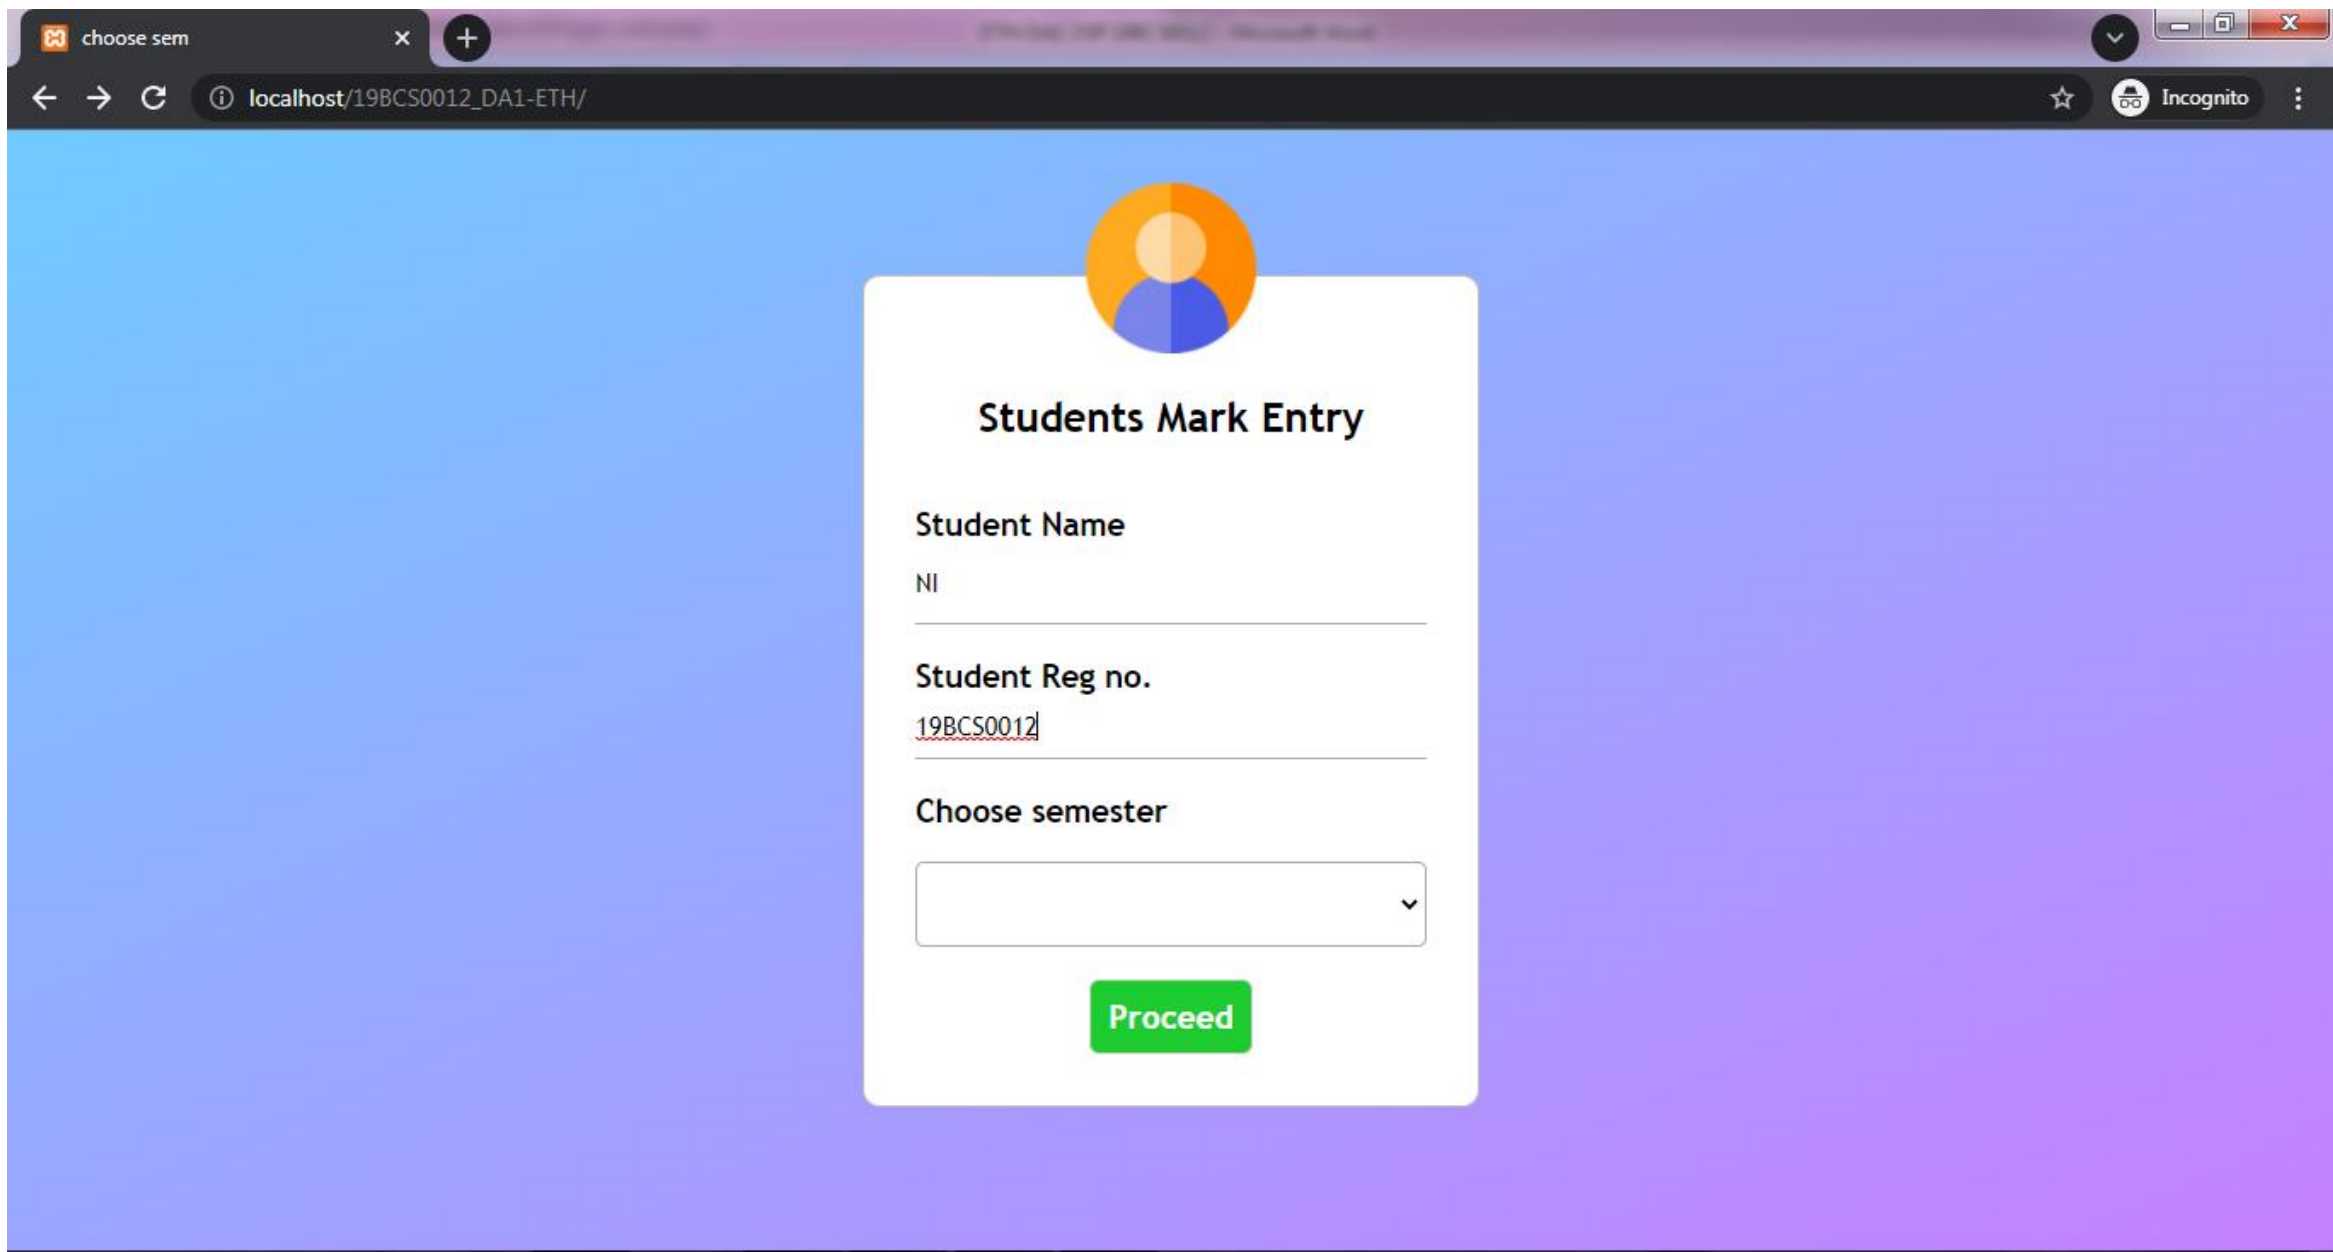 choose sem
localhost/19BCS0012_DA1-ETH/
Incognito
Students Mark Entry
Student Name
NI
Student Reg no.
19BCS0012
Choose semester
Proceed